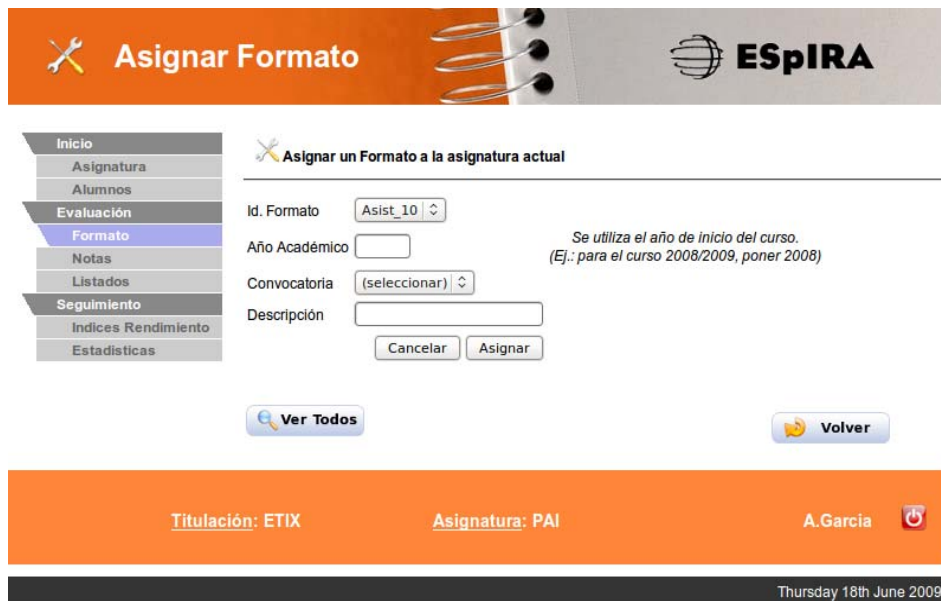 Asignar Formato
ESpIRA
Inicio
Asignatura
Alumnos
Evaluación
Formato
Notas
Listados
Seguimiento
Indices Rendimiento
Estadísticas
Asignar un Formato a la asignatura actual
Id. Formato Asist_10
Año Académico
Se utiliza el año de inicio del curso.
(Ej.: para el curso 2008/2009, poner 2008)
Convocatoria (seleccionar)
Descripción
Cancelar Asignar
Ver Todos Volver
Titulación: ETIX Asignatura: PAI A.Garcia
Thursday 18th June 2009